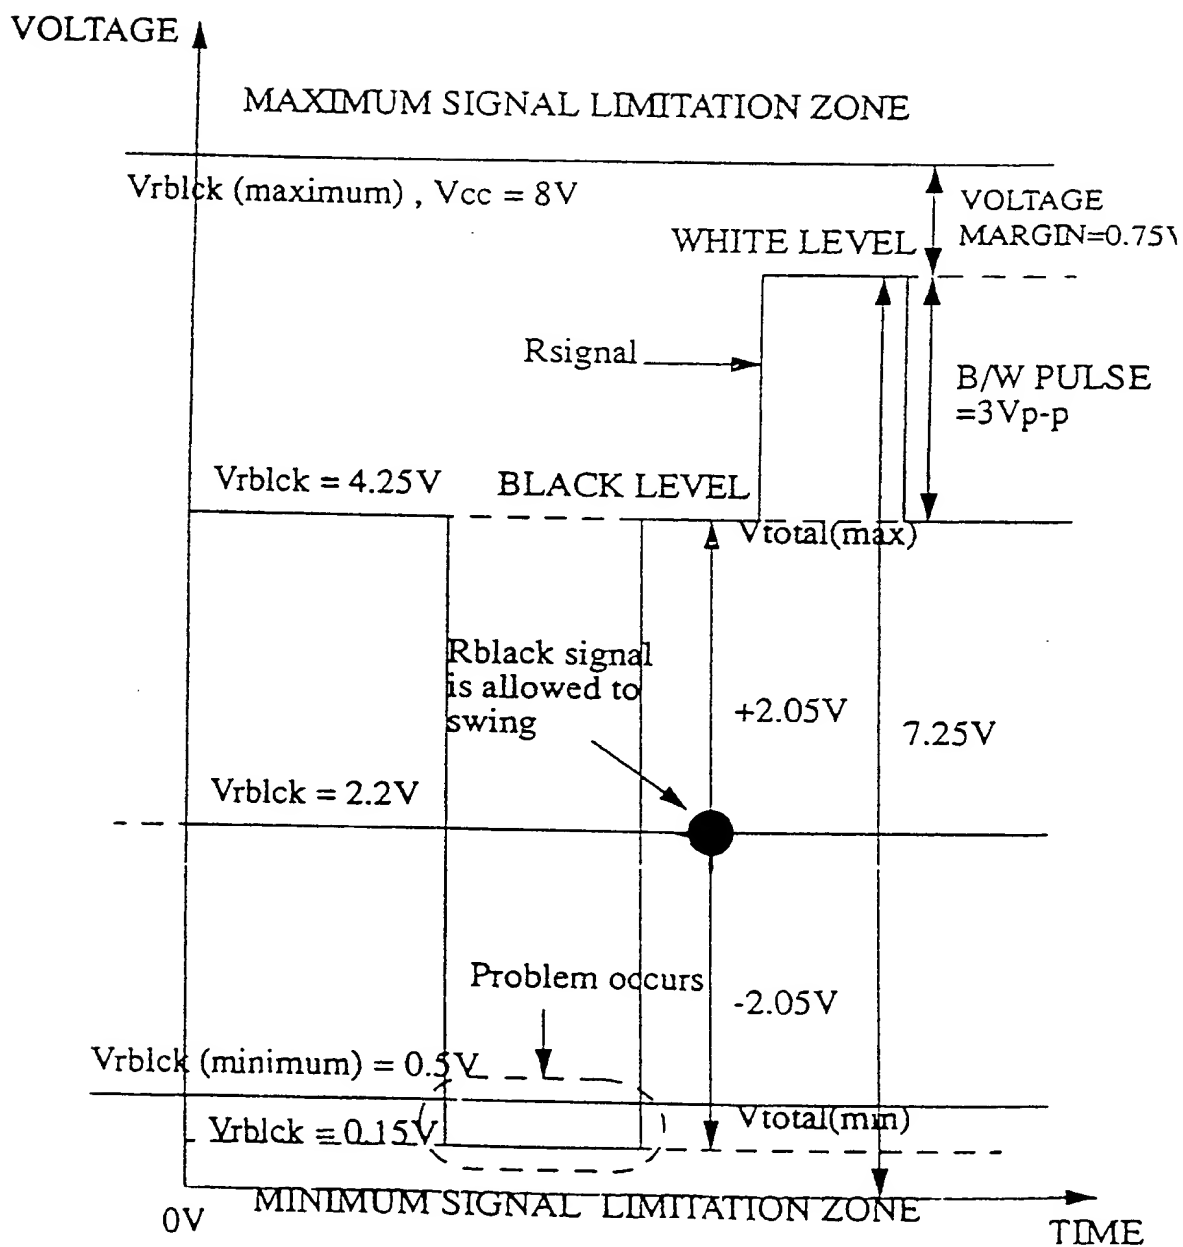 VOLTAGE
MAXIMUM SIGNAL LIMITATION ZONE
Vrblck (maximum) , Vcc = 8V
VOLTAGE
MARGIN=0.75V
WHITE LEVEL
Rsignal
B/W PULSE
=3Vp-p
Vrblck = 4.25V
BLACK LEVEL
Vtotal(max)
Rblack signal
is allowed to
swing
+2.05V
7.25V
Vrblck = 2.2V
Problem occurs
-2.05V
Vrblck (minimum) = 0.5V
Vtotal(min)
Vrblck = 0.15V
MINIMUM SIGNAL LIMITATION ZONE
0V
TIME